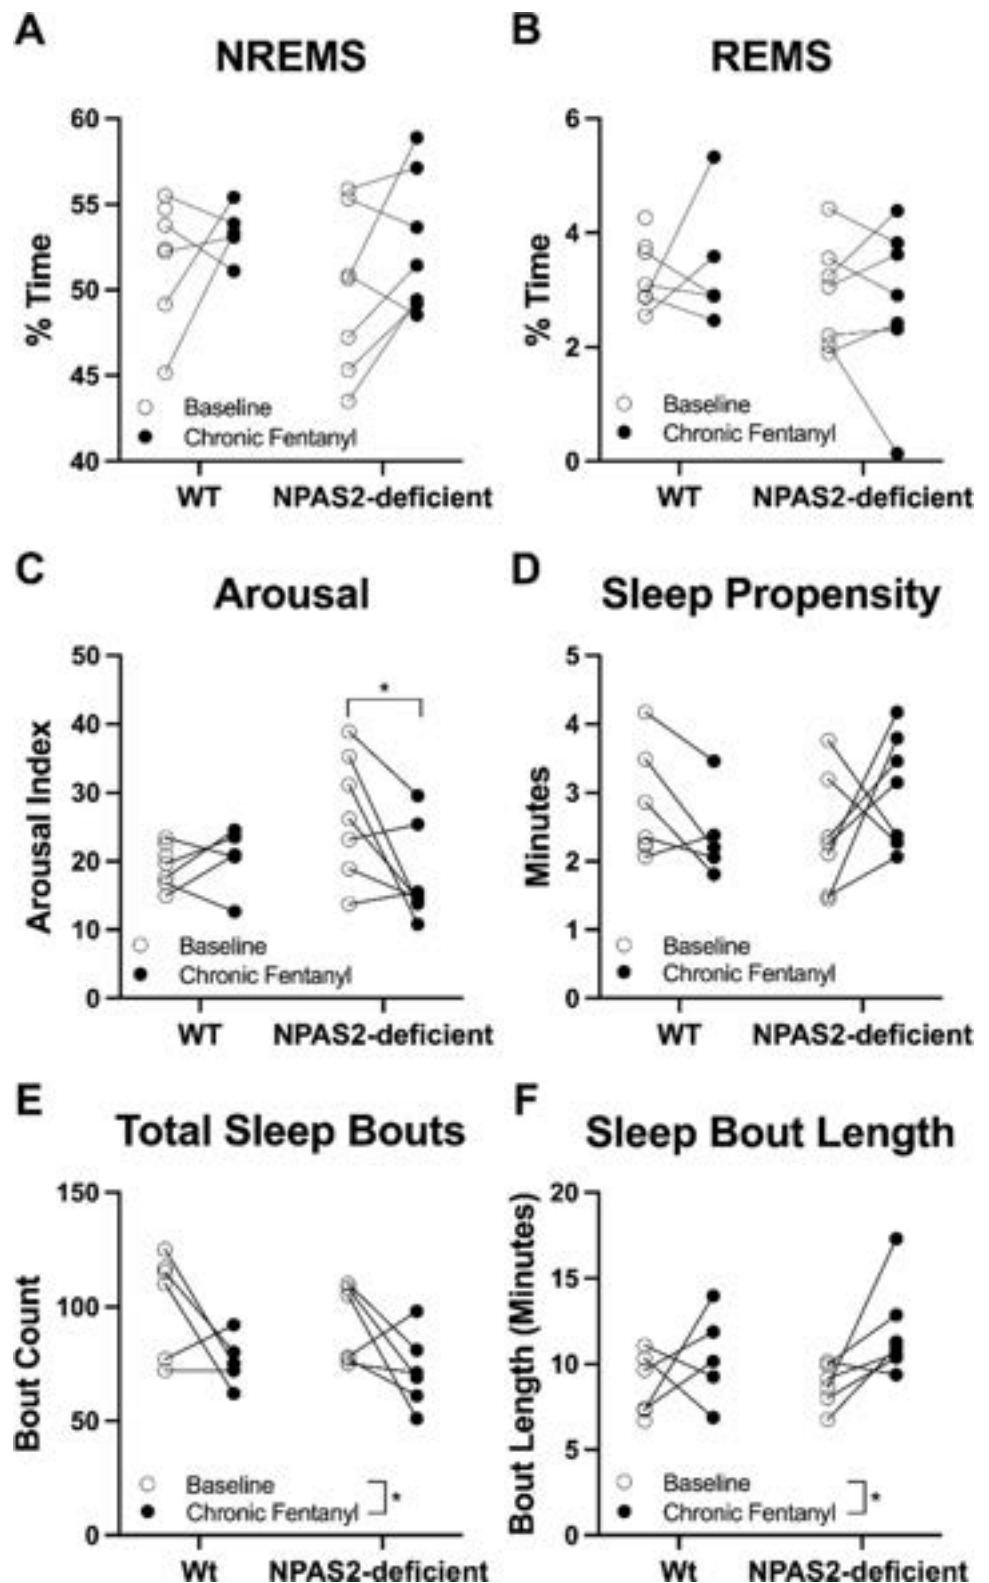 A
NREMS
% Time
60
55
50
45
40
Baseline
Chronic Fentanyl
WT
NPAS2-deficient
B
REMS
% Time
6
4
2
0
Baseline
Chronic Fentanyl
WT
NPAS2-deficient
C
Arousal
Arousal Index
50
40
30
20
10
0
*
Baseline
Chronic Fentanyl
WT
NPAS2-deficient
D
Sleep Propensity
Minutes
5
4
3
2
1
0
Baseline
Chronic Fentanyl
WT
NPAS2-deficient
E
Total Sleep Bouts
Bout Count
150
100
50
0
Baseline
Chronic Fentanyl
*
Wt
NPAS2-deficient
F
Sleep Bout Length
Bout Length (Minutes)
20
15
10
5
0
Baseline
Chronic Fentanyl
*
Wt
NPAS2-deficient